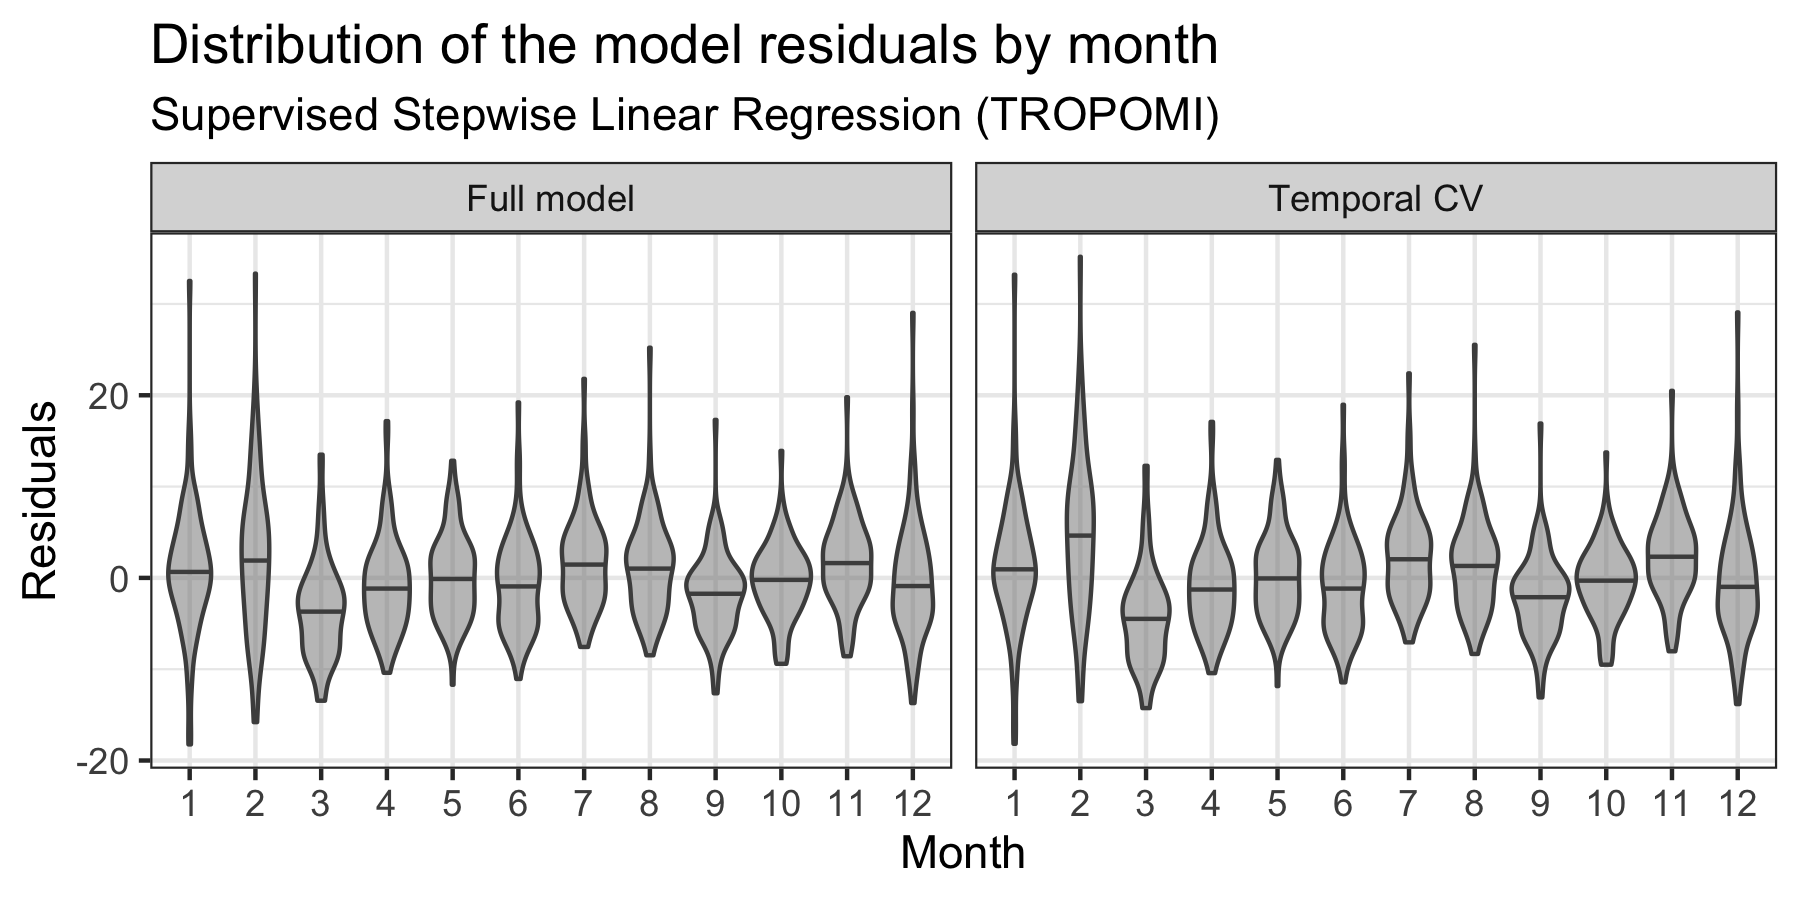 Distribution of the model residuals by month
Supervised Stepwise Linear Regression (TROPOMI)
Full model
Temporal CV
Residuals
20
0
-20
1 2 3 4 5 6 7 8 9 10 11 12
1 2 3 4 5 6 7 8 9 10 11 12
Month